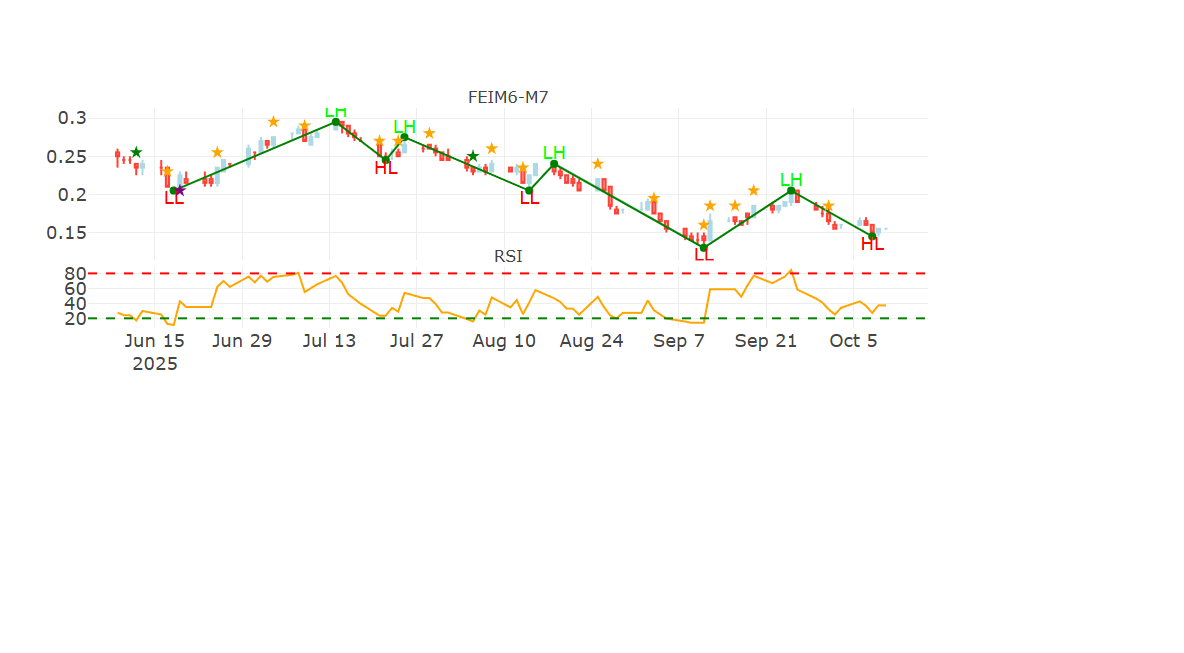 FEIM6-M7
0.3
0.25
0.2
0.15
LH
LH
LH
LH
LL
HL
LL
LL
HL
RSI
80
60
40
20
Jun 15
2025
Jun 29
Jul 13
Jul 27
Aug 10
Aug 24
Sep 7
Sep 21
Oct 5